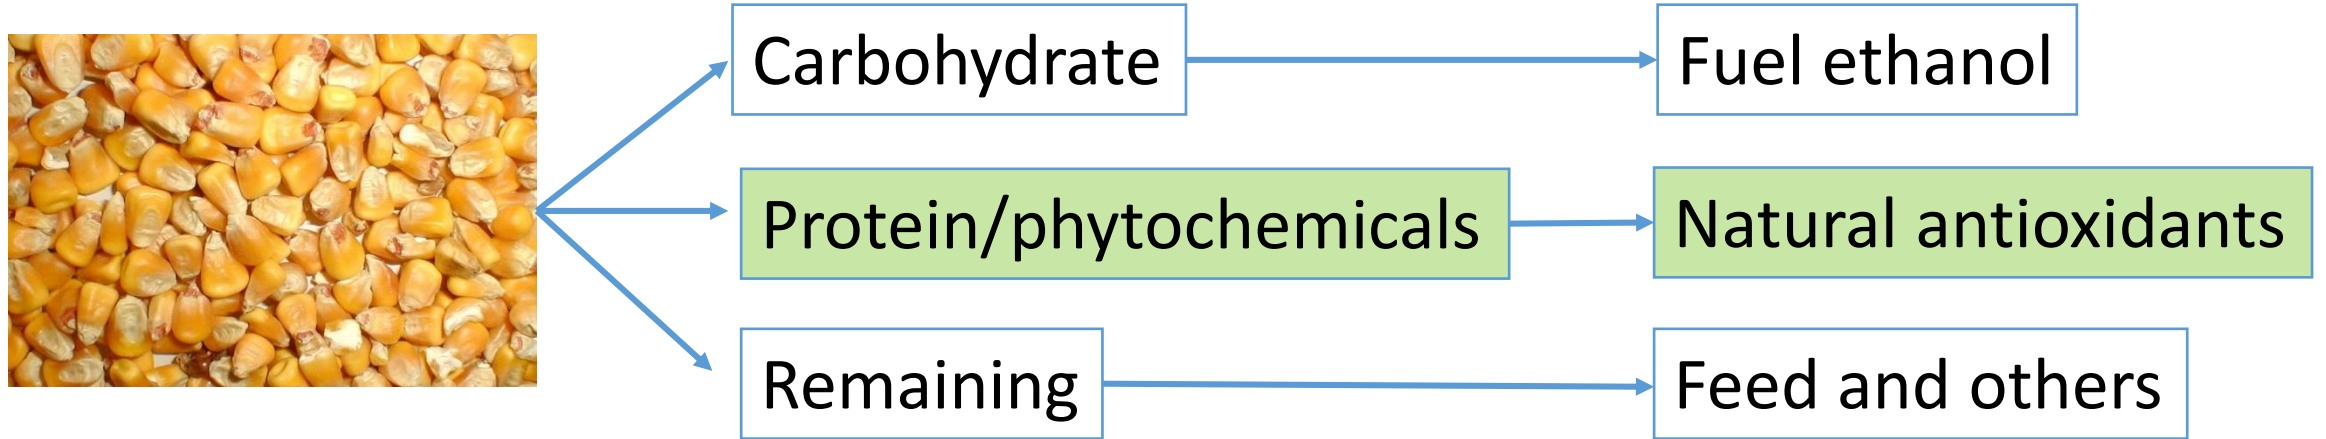 Carbohydrate
Fuel ethanol
Protein/phytochemicals
Natural antioxidants
Remaining
Feed and others